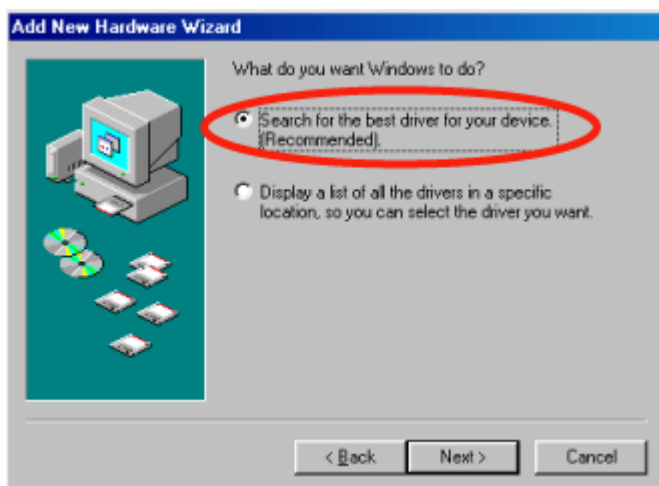 Add New Hardware Wizard
What do you want Windows to do?
Search for the best driver for your device.
(Recommended).
Display a list of all the drivers in a specific
location, so you can select the driver you want.
< Back
Next >
Cancel